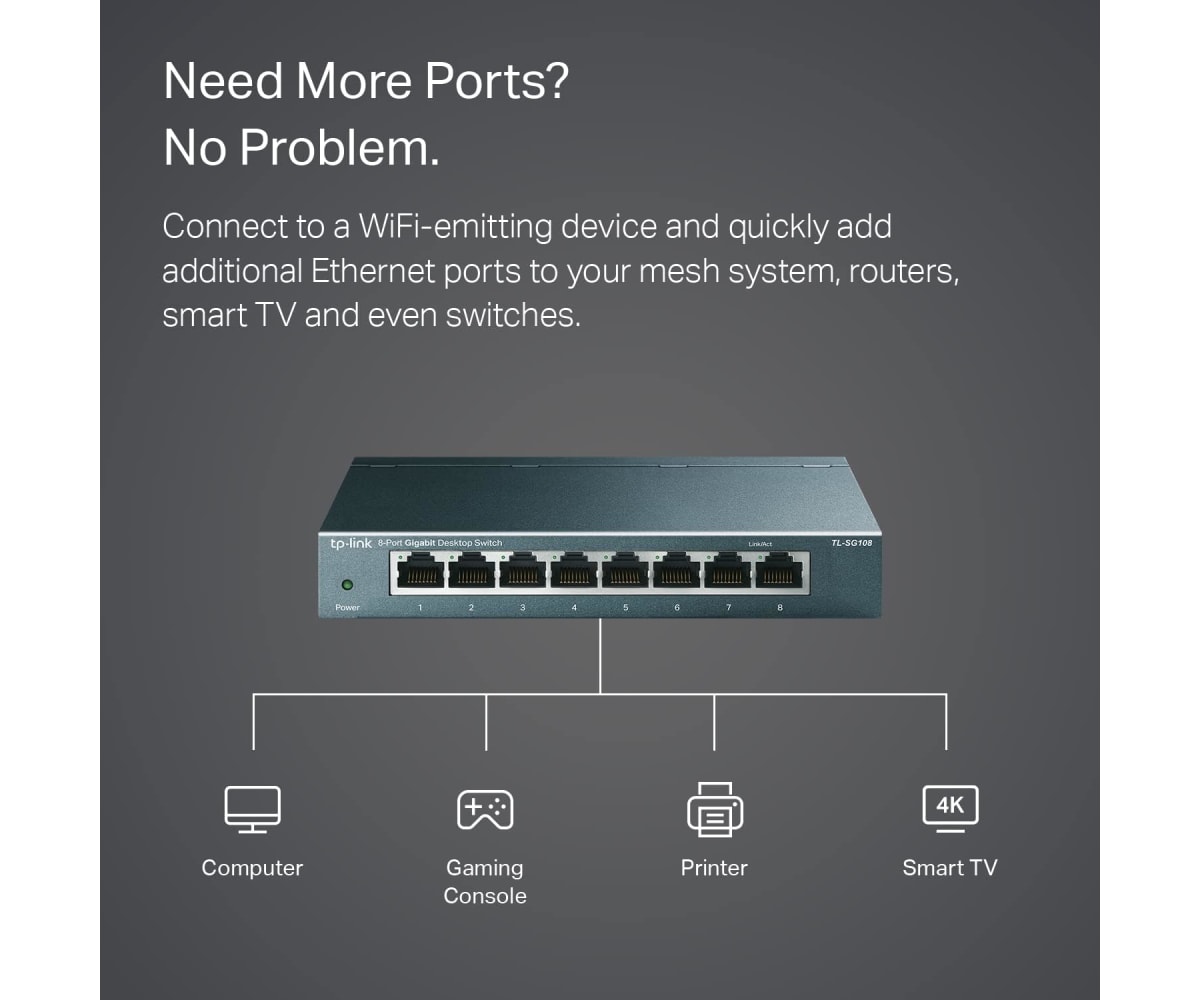 Need More Ports?
No Problem.
Connect to a WiFi-emitting device and quickly add
additional Ethernet ports to your mesh system, routers,
smart TV and even switches.
tp-link 8-Port Gigabit Desktop Switch
Link/Act
TL-SG108
Power
1 2 3 4 5 6 7 8
4K
Computer
Gaming
Console
Printer
Smart TV